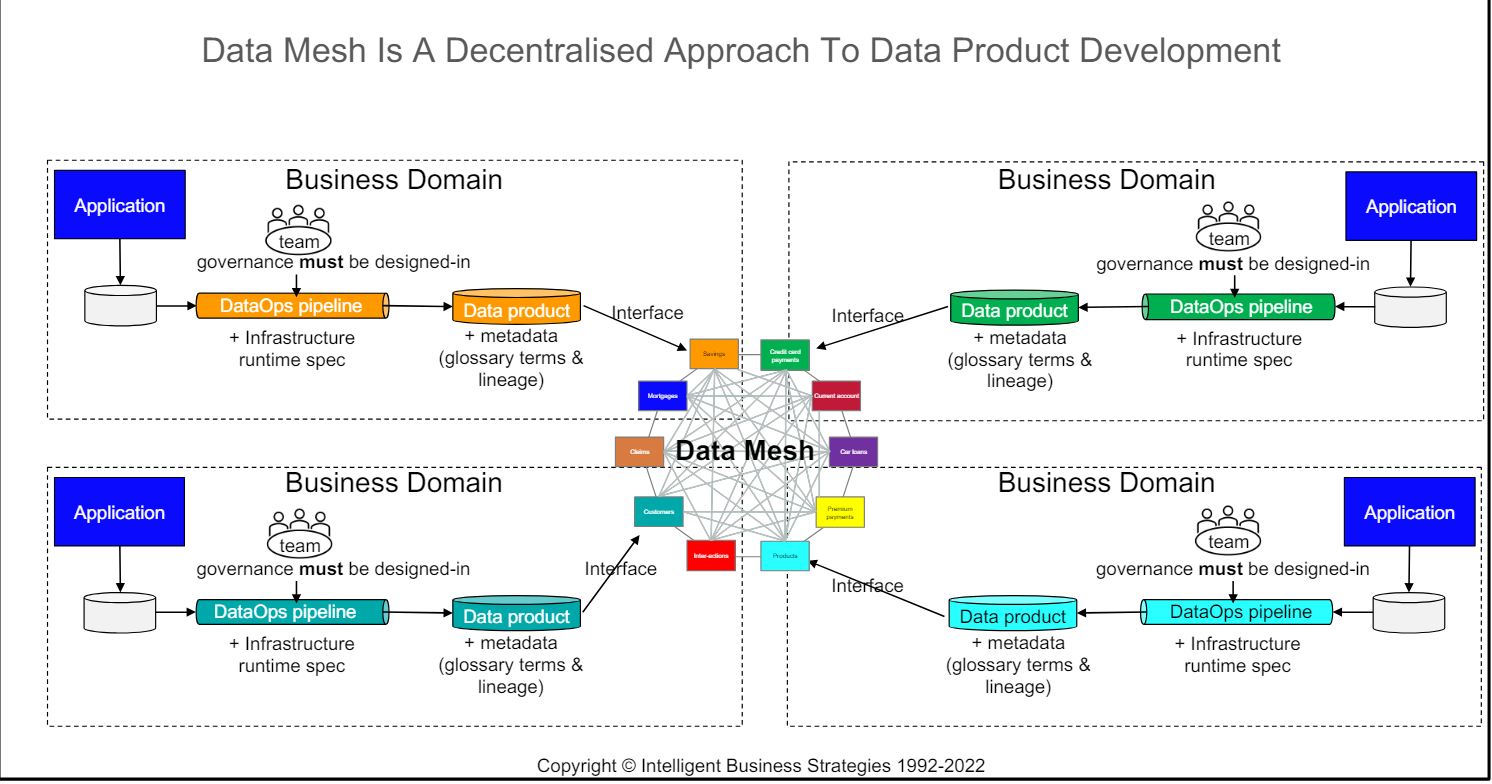 Data Mesh Is A Decentralised Approach To Data Product Development
Business Domain
Application
team
governance must be designed-in
DataOps pipeline
+ Infrastructure
runtime spec
Data product
+ metadata
(glossary terms &
lineage)
Interface
Business Domain
Application
team
governance must be designed-in
DataOps pipeline
+ Infrastructure
runtime spec
Data product
+ metadata
(glossary terms &
lineage)
Interface
Savings
Credit card
payments
Mortgages
Current account
Claims
Data Mesh
Car loans
Customers
Premium
payments
Inter-actions
Products
Business Domain
Application
team
governance must be designed-in
DataOps pipeline
+ Infrastructure
runtime spec
Data product
+ metadata
(glossary terms &
lineage)
Interface
Business Domain
Application
team
governance must be designed-in
DataOps pipeline
+ Infrastructure
runtime spec
Data product
+ metadata
(glossary terms &
lineage)
Interface
Copyright © Intelligent Business Strategies 1992-2022